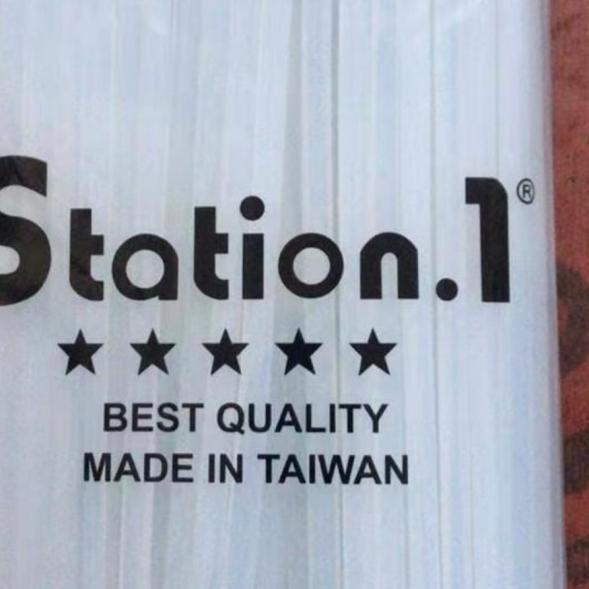 Station.1®
★★★★★
BEST QUALITY
MADE IN TAIWAN